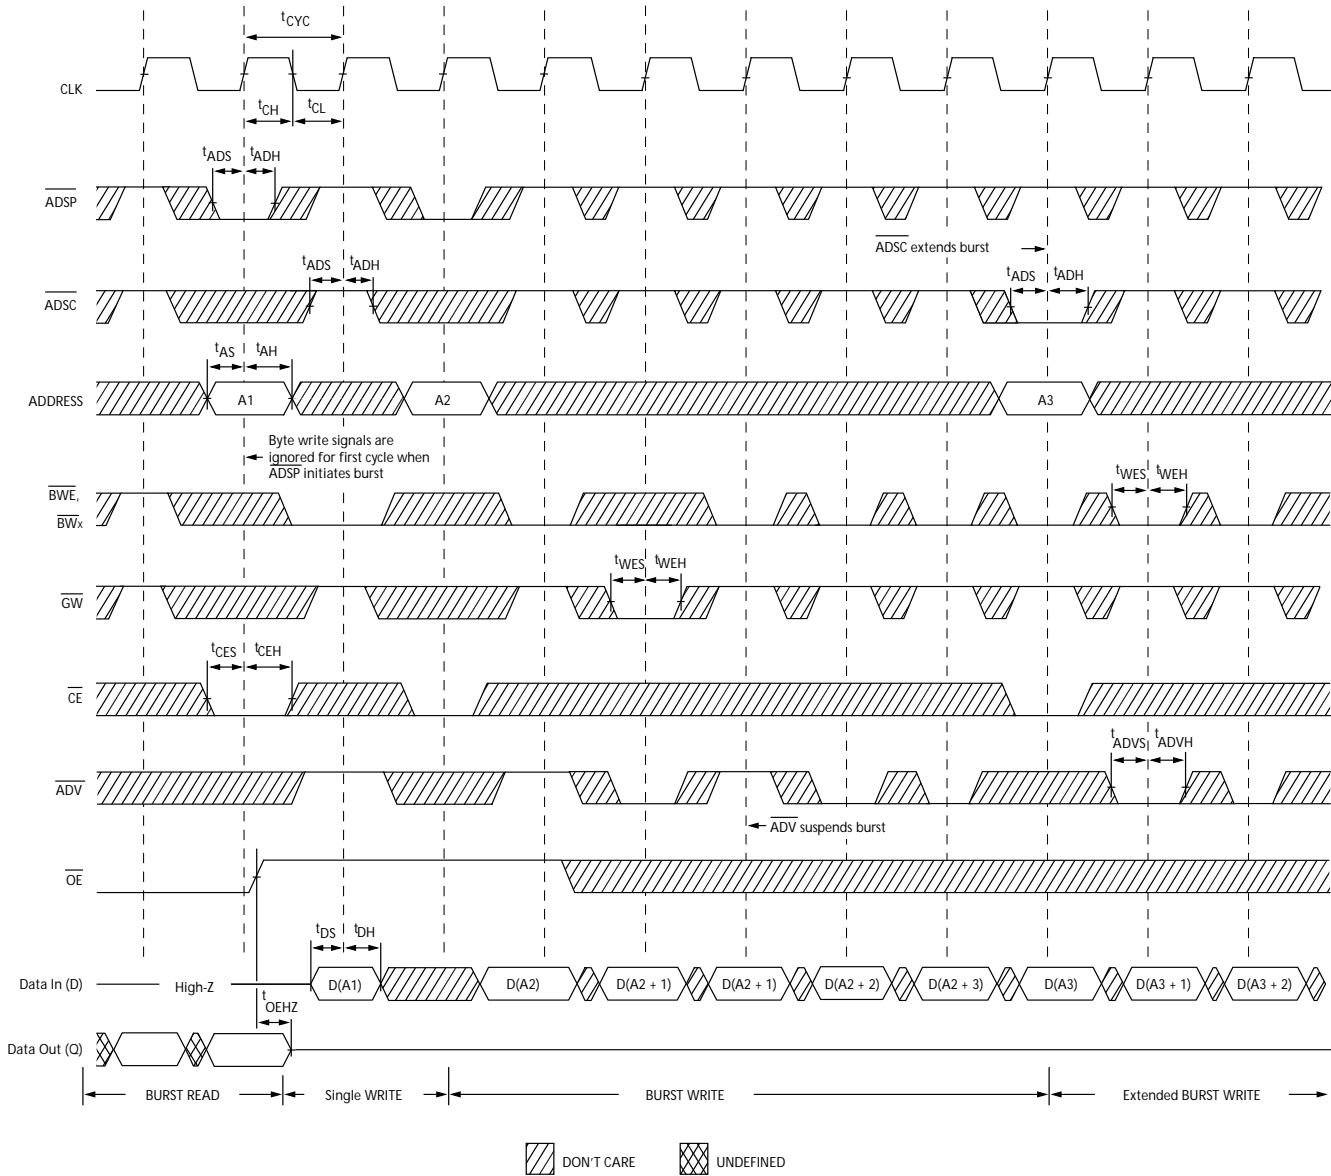 tCYC
CLK
tCH
tCL
tADS
tADH
ADSP
ADSC extends burst
tADS
tADH
tADS
tADH
ADSC
tAS
tAH
ADDRESS
A1
A2
A3
Byte write signals are
ignored for first cycle when
ADSP initiates burst
tWES
tWEH
BWE,
BWx
tWES
tWEH
GW
tCES
tCEH
CE
tADVS
tADVH
ADV
ADV suspends burst
OE
tDS
tDH
Data In (D)
High-Z
D(A1)
D(A2)
D(A2 + 1)
D(A2 + 1)
D(A2 + 2)
D(A2 + 3)
D(A3)
D(A3 + 1)
D(A3 + 2)
tOEHZ
Data Out (Q)
BURST READ
Single WRITE
BURST WRITE
Extended BURST WRITE
DON'T CARE
UNDEFINED